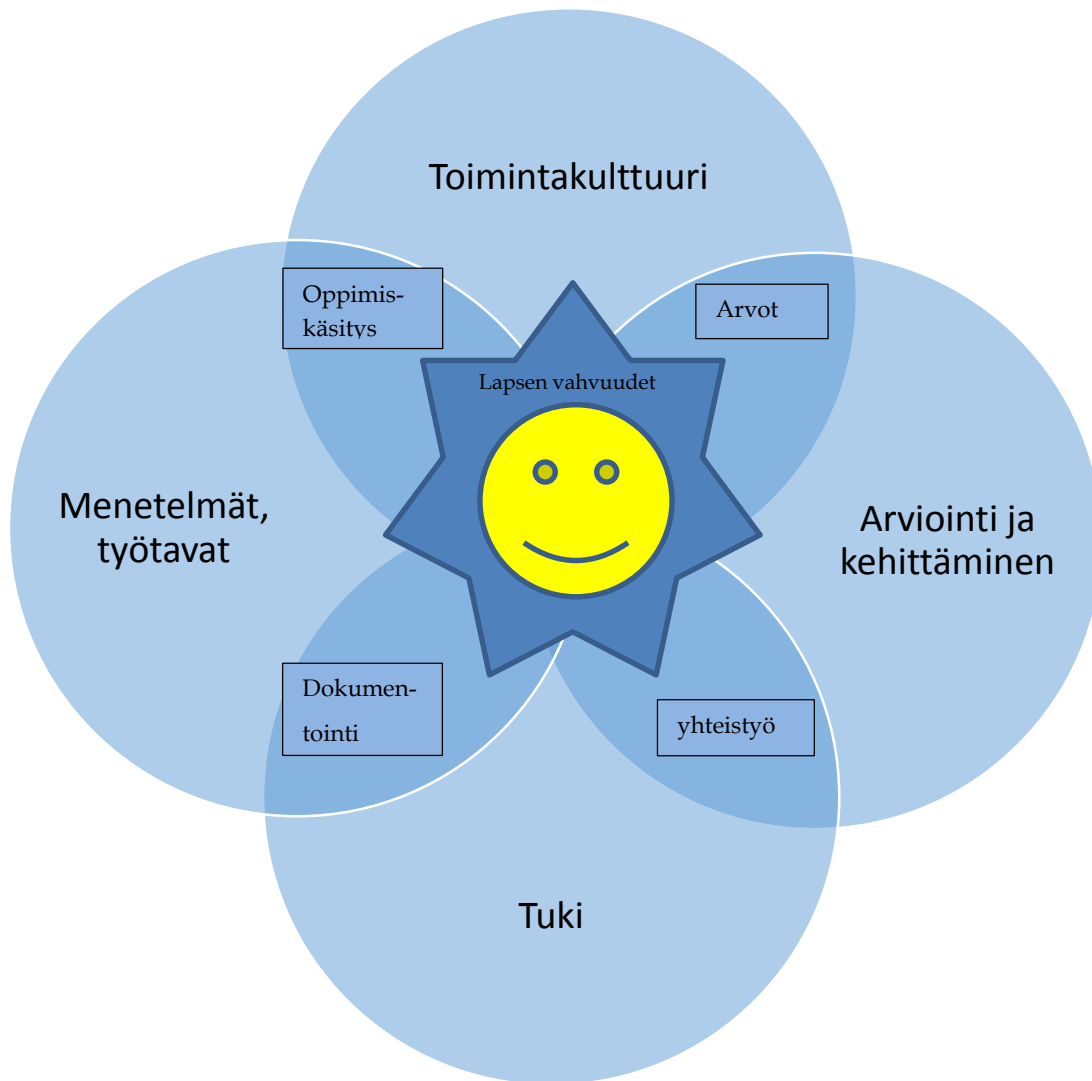 Toimintakulttuuri
Oppimis-
käsitys
Arvot
Lapsen vahvuudet
Menetelmät,
työtavat
Arviointi ja
kehittäminen
Dokumen-
tointi
yhteistyö
Tuki